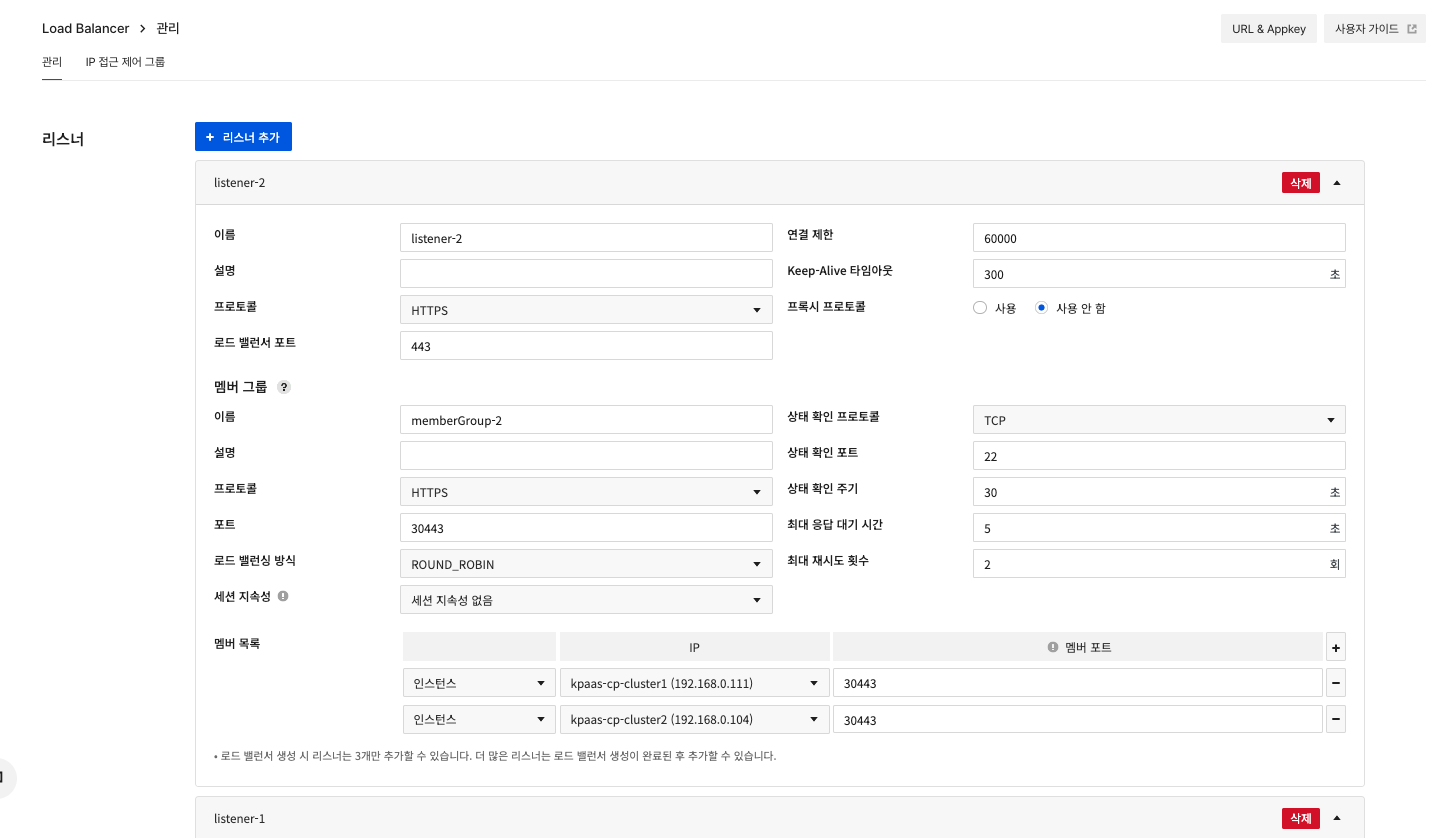 Load Balancer > 관리
URL & Appkey
사용자 가이드
관리
IP 접근 제어 그룹
리스너
+ 리스너 추가
listener-2
삭제
이름
listener-2
연결 제한
60000
설명
Keep-Alive 타임아웃
300
초
프로토콜
HTTPS
프록시 프로토콜
사용
사용 안 함
로드 밸런서 포트
443
멤버 그룹 ?
이름
memberGroup-2
상태 확인 프로토콜
TCP
설명
상태 확인 포트
22
프로토콜
HTTPS
상태 확인 주기
30
초
포트
30443
최대 응답 대기 시간
5
초
로드 밸런싱 방식
ROUND_ROBIN
최대 재시도 횟수
2
회
세션 지속성
세션 지속성 없음
멤버 목록
IP
멤버 포트
+
인스턴스
kpaas-cp-cluster1 (192.168.0.111)
30443
−
인스턴스
kpaas-cp-cluster2 (192.168.0.104)
30443
−
• 로드 밸런서 생성 시 리스너는 3개만 추가할 수 있습니다. 더 많은 리스너는 로드 밸런서 생성이 완료된 후 추가할 수 있습니다.
listener-1
삭제